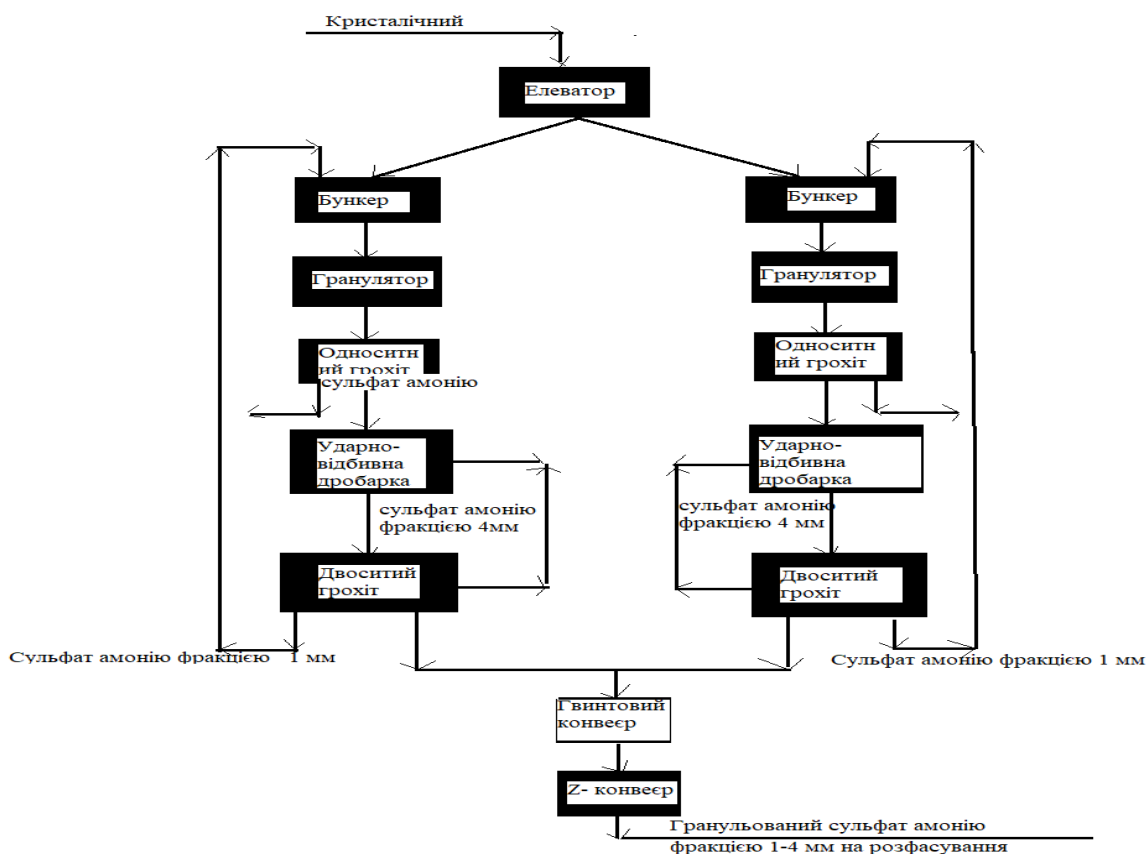 Кристалічний
Елеватор
Бункер
Бункер
Гранулятор
Гранулятор
Односитн
ий грохіт
сульфат амонію
Односитн
ий грохіт
Ударно-
відбивна
дробарка
Ударно-
відбивна
дробарка
сульфат амонію
фракцією 4мм
сульфат амонію
фракцією 4 мм
Двоситий
грохіт
Двоситий
грохіт
Сульфат амонію фракцією 1 мм
Сульфат амонію фракцією 1 мм
Гвинтовий
конвеєр
Z- конвеєр
Гранульований сульфат амонію
фракцією 1-4 мм на розфасування